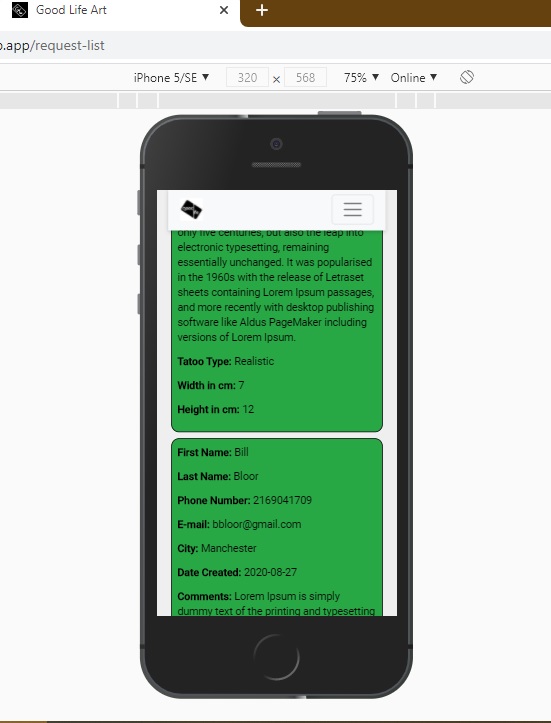 Good Life Art
o.app/request-list
iPhone 5/SE ▼ 320 × 568 75% ▼ Online ▼
only five centuries, but also the leap into
electronic typesetting, remaining
essentially unchanged. It was popularised
in the 1960s with the release of Letraset
sheets containing Lorem Ipsum passages,
and more recently with desktop publishing
software like Aldus PageMaker including
versions of Lorem Ipsum.
Tatoo Type: Realistic
Width in cm: 7
Height in cm: 12
First Name: Bill
Last Name: Bloor
Phone Number: 2169041709
E-mail: bbloor@gmail.com
City: Manchester
Date Created: 2020-08-27
Comments: Lorem Ipsum is simply
dummy text of the printing and typesetting